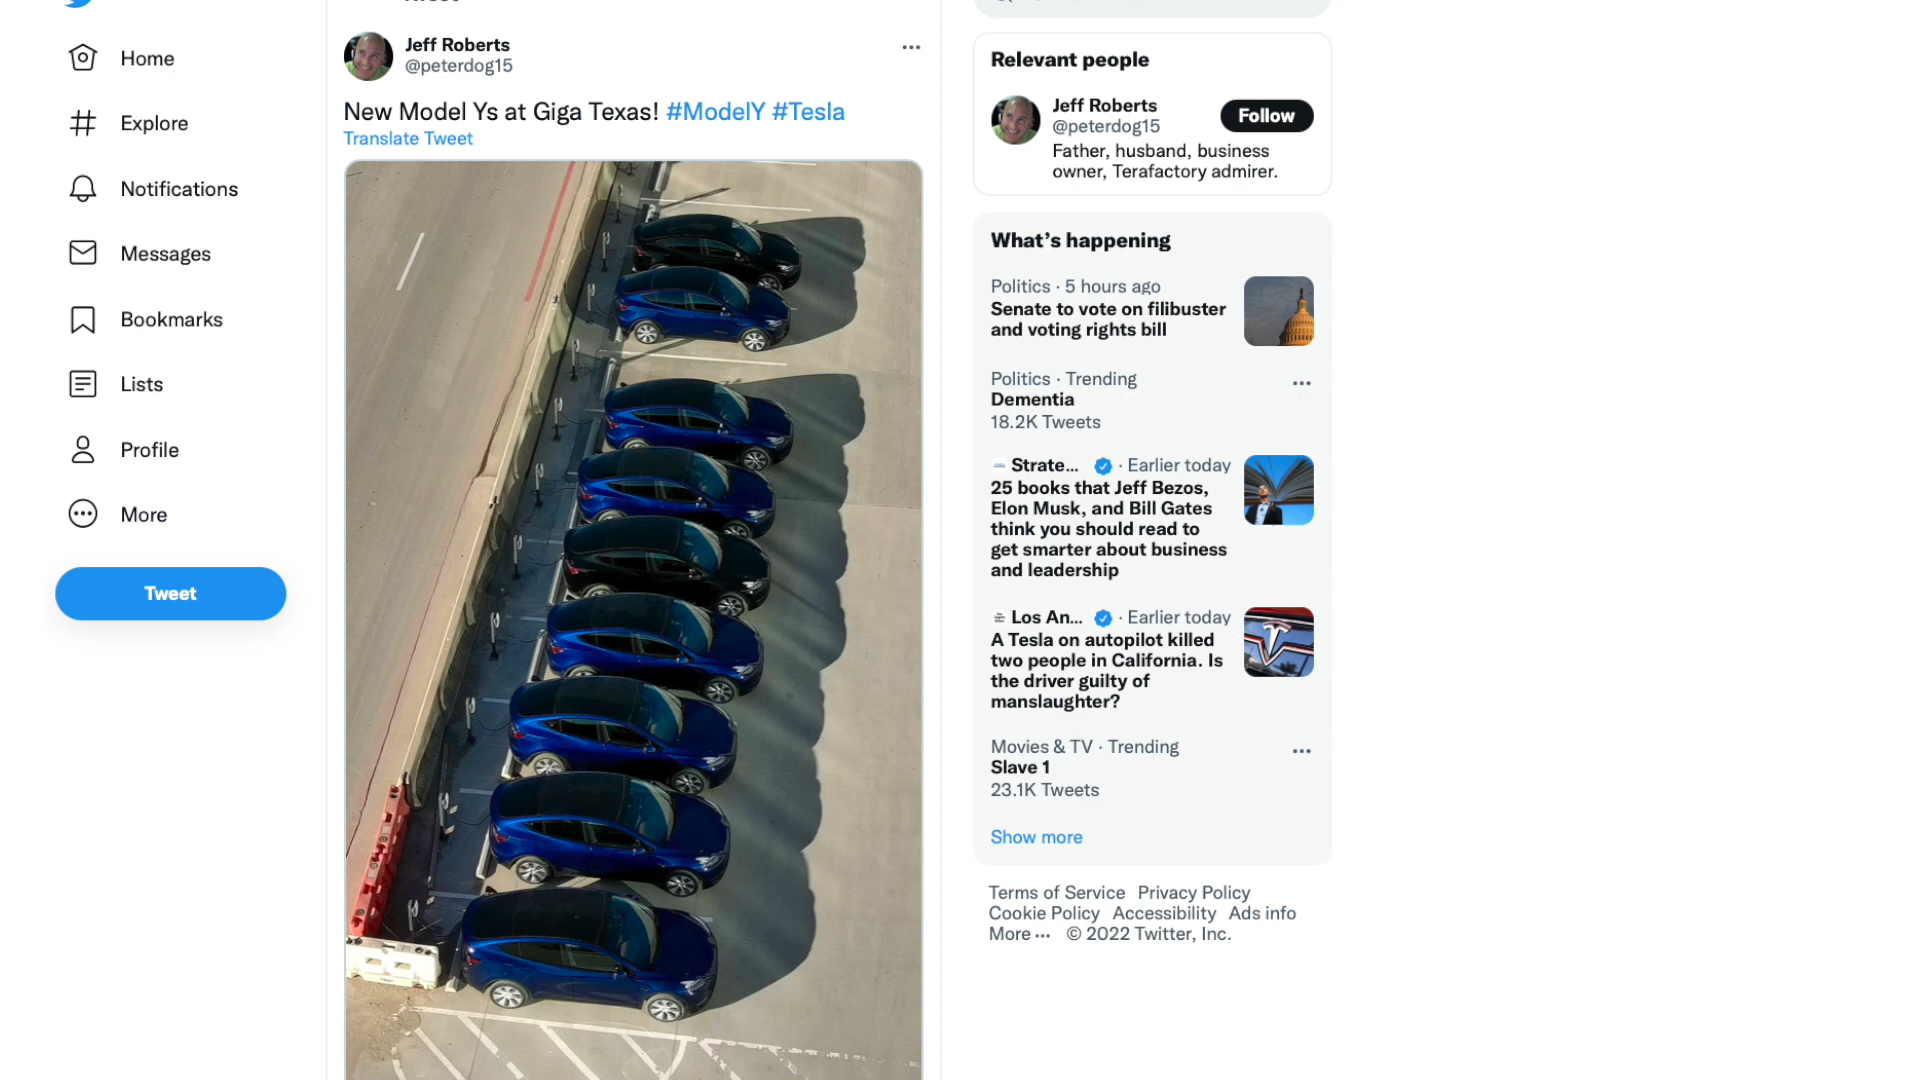 Home
Explore
Notifications
Messages
Bookmarks
Lists
Profile
More
Tweet
Jeff Roberts
@peterdog15
New Model Ys at Giga Texas! #ModelY #Tesla
Translate Tweet
Relevant people
Jeff Roberts
@peterdog15
Follow
Father, husband, business
owner, Terafactory admirer.
What's happening
Politics · 5 hours ago
Senate to vote on filibuster
and voting rights bill
Politics · Trending
Dementia
18.2K Tweets
Strate... · Earlier today
25 books that Jeff Bezos,
Elon Musk, and Bill Gates
think you should read to
get smarter about business
and leadership
Los An... · Earlier today
A Tesla on autopilot killed
two people in California. Is
the driver guilty of
manslaughter?
Movies & TV · Trending
Slave 1
23.1K Tweets
Show more
Terms of Service Privacy Policy
Cookie Policy Accessibility Ads info
More ··· © 2022 Twitter, Inc.